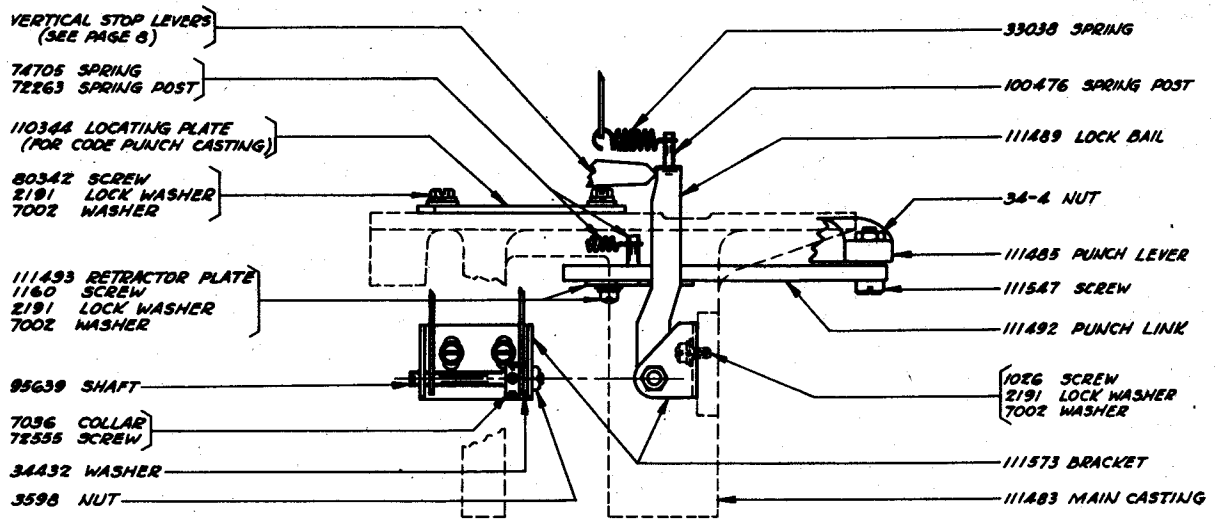 VERTICAL STOP LEVERS
(SEE PAGE 8)
74705 SPRING
72263 SPRING POST
110344 LOCATING PLATE
(FOR CODE PUNCH CASTING)
80342 SCREW
2191 LOCK WASHER
7002 WASHER
111493 RETRACTOR PLATE
1160 SCREW
2191 LOCK WASHER
7002 WASHER
95639 SHAFT
7036 COLLAR
72555 SCREW
34432 WASHER
3598 NUT
33038 SPRING
100476 SPRING POST
111489 LOCK BAIL
34-4 NUT
111485 PUNCH LEVER
111547 SCREW
111492 PUNCH LINK
1026 SCREW
2191 LOCK WASHER
7002 WASHER
111573 BRACKET
111483 MAIN CASTING